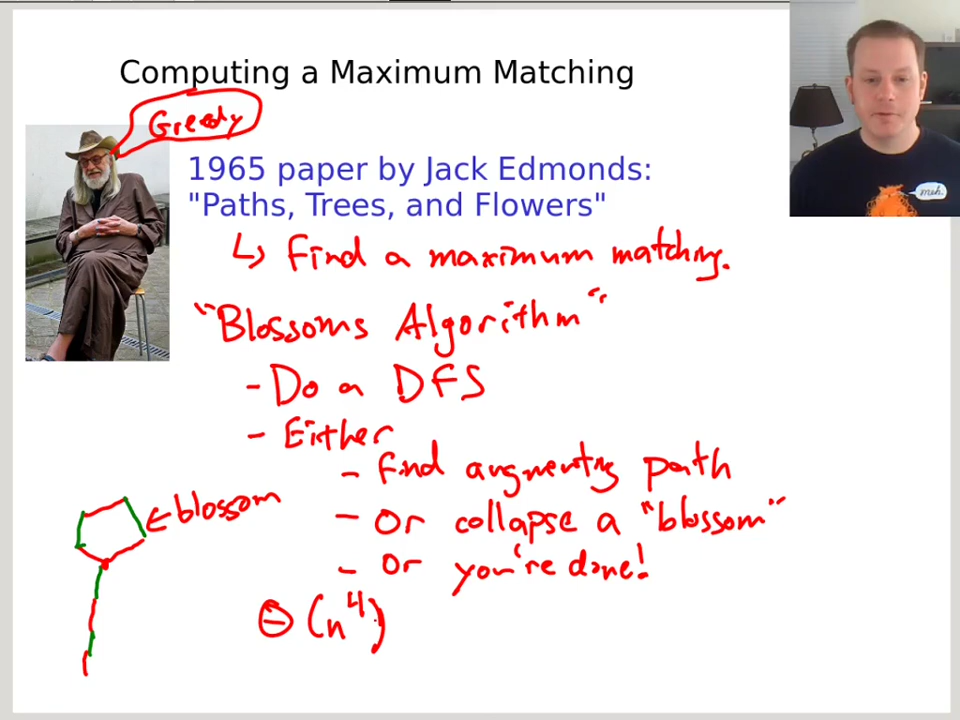 Computing a Maximum Matching
Greedy
1965 paper by Jack Edmonds:
"Paths, Trees, and Flowers"
↳ Find a maximum matching.
"Blossoms Algorithm"
- Do a DFS
- Either
- find augmenting path
- or collapse a "blossom"
- or you're done!
← blossom
Θ(n⁴)
meh.